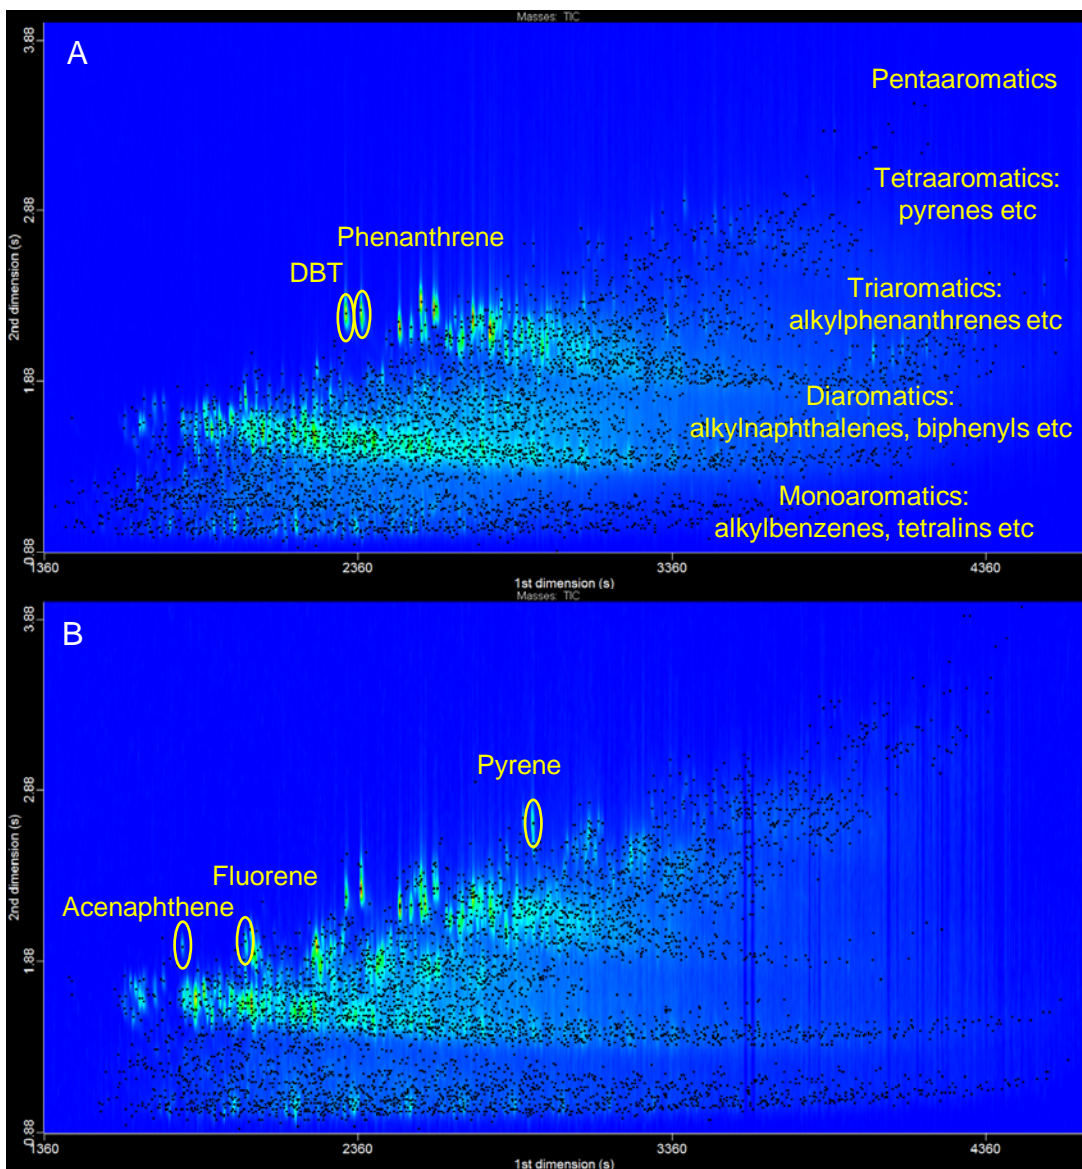 Masses: TIC
A
3.88
Pentaaromatics
Tetraaromatics:
pyrenes etc
2.88
Phenanthrene
DBT
2nd dimension (s)
Triaromatics:
alkylphenanthrenes etc
1.88
Diaromatics:
alkylnaphthalenes, biphenyls etc
Monoaromatics:
alkylbenzenes, tetralins etc
0.88
1360
2360
3360
4360
1st dimension (s)
Masses: TIC
B
3.88
Pyrene
2.88
2nd dimension (s)
Fluorene
Acenaphthene
1.88
0.88
1360
2360
3360
4360
1st dimension (s)